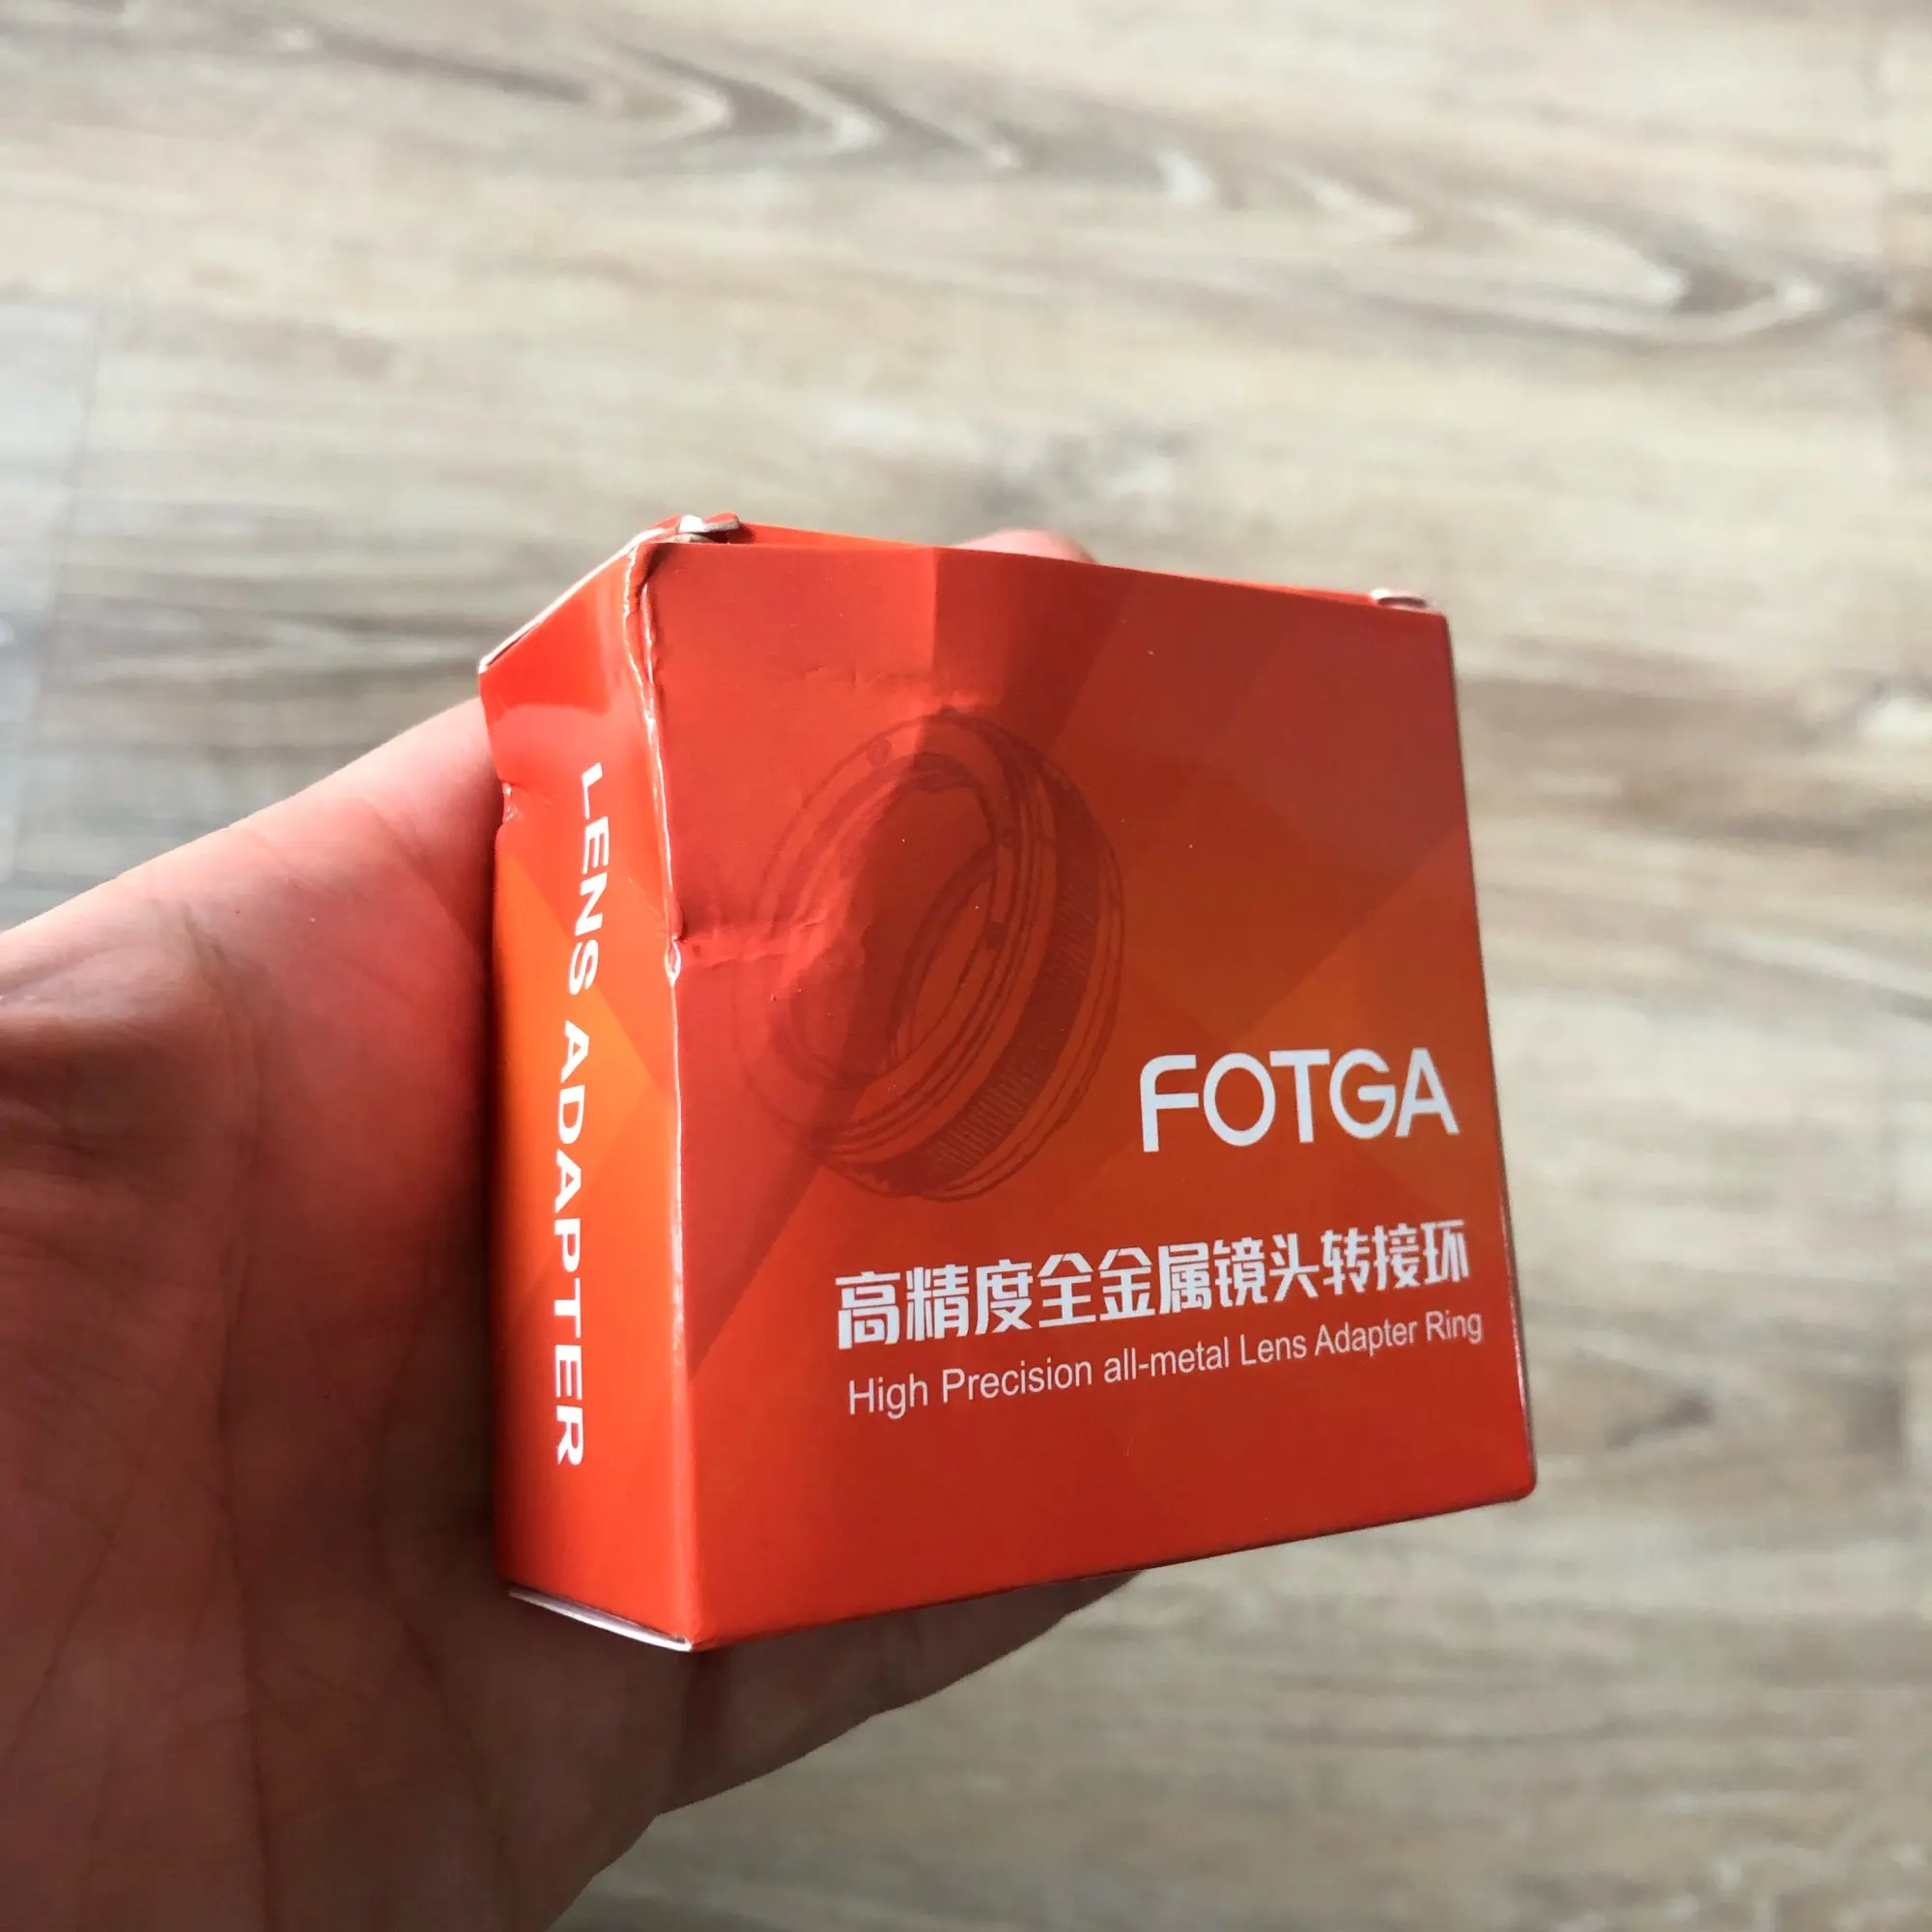 LENS ADAPTER
FOTGA
高精度全金属镜头转接环
High Precision all-metal Lens Adapter Ring